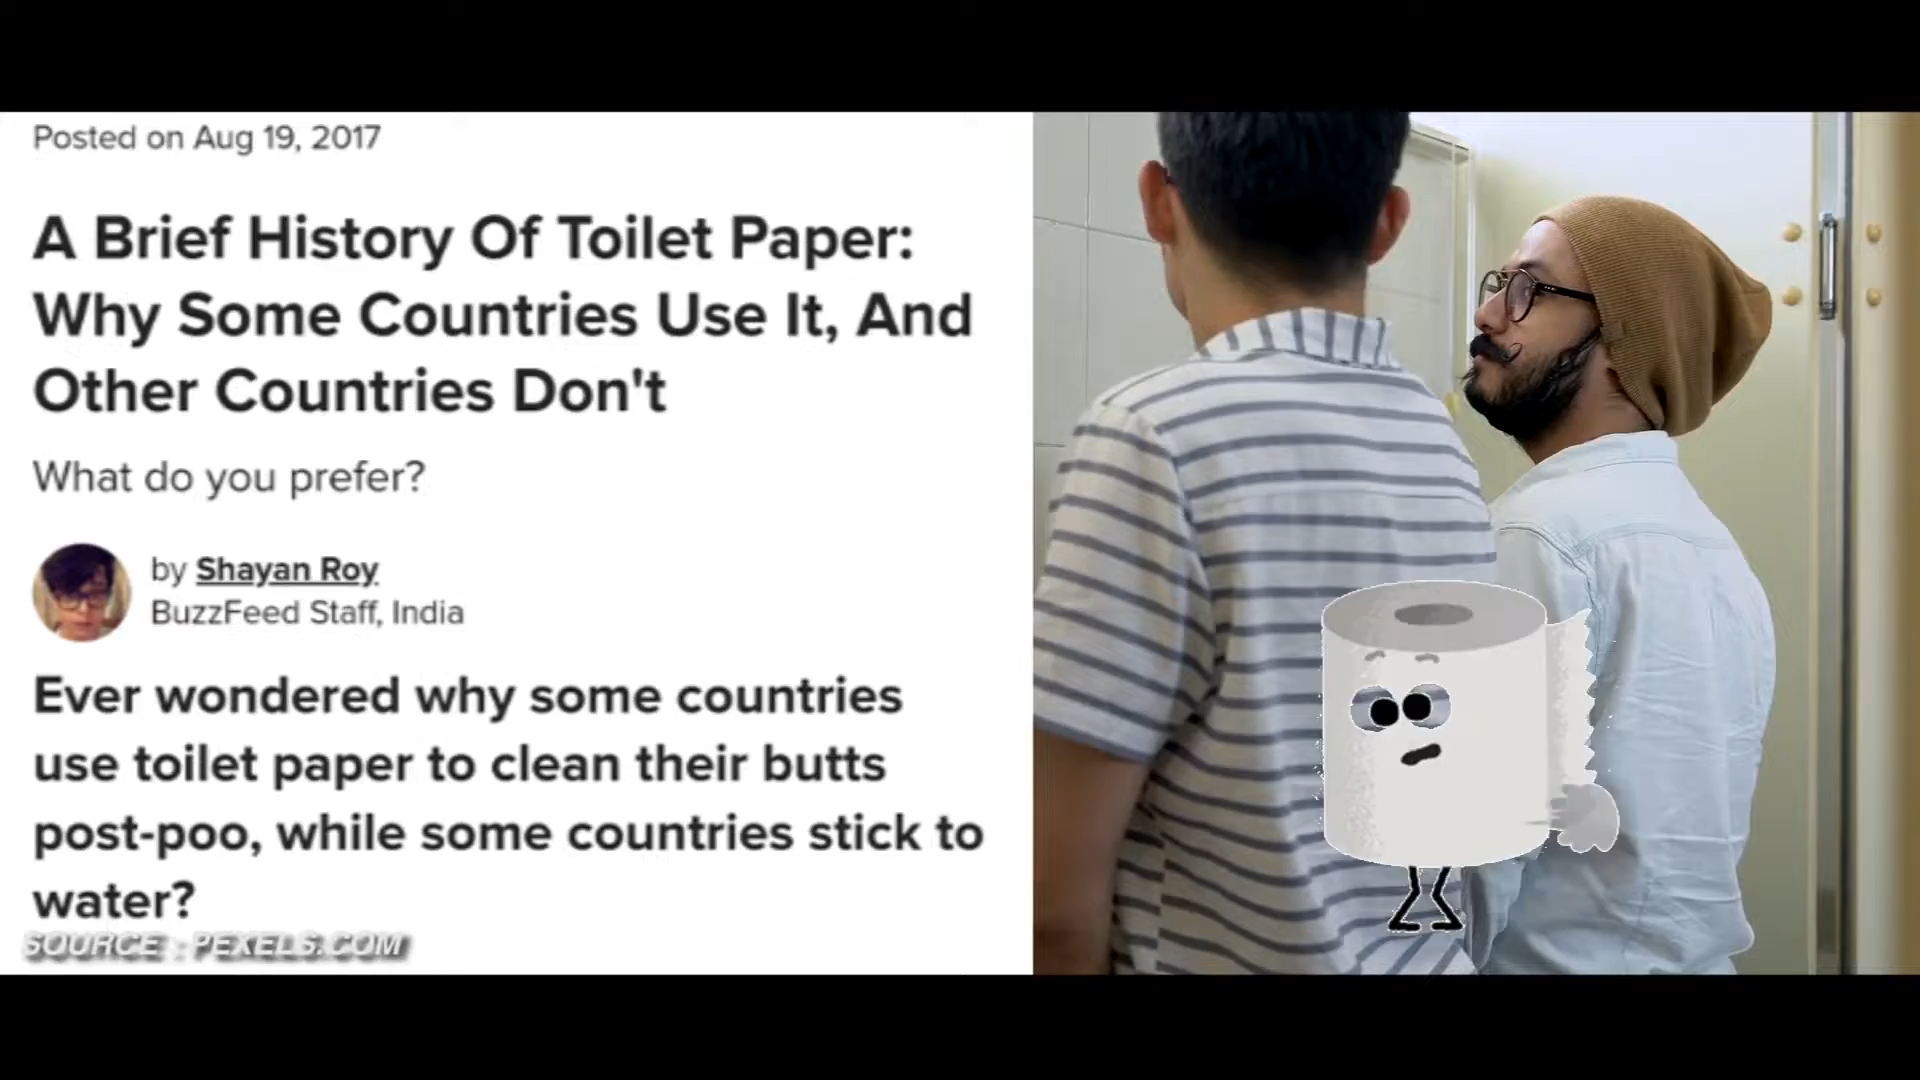 Posted on Aug 19, 2017
A Brief History Of Toilet Paper:
Why Some Countries Use It, And
Other Countries Don't
What do you prefer?
by Shayan Roy
BuzzFeed Staff, India
Ever wondered why some countries
use toilet paper to clean their butts
post-poo, while some countries stick to
water?
SOURCE : PEXELS.COM